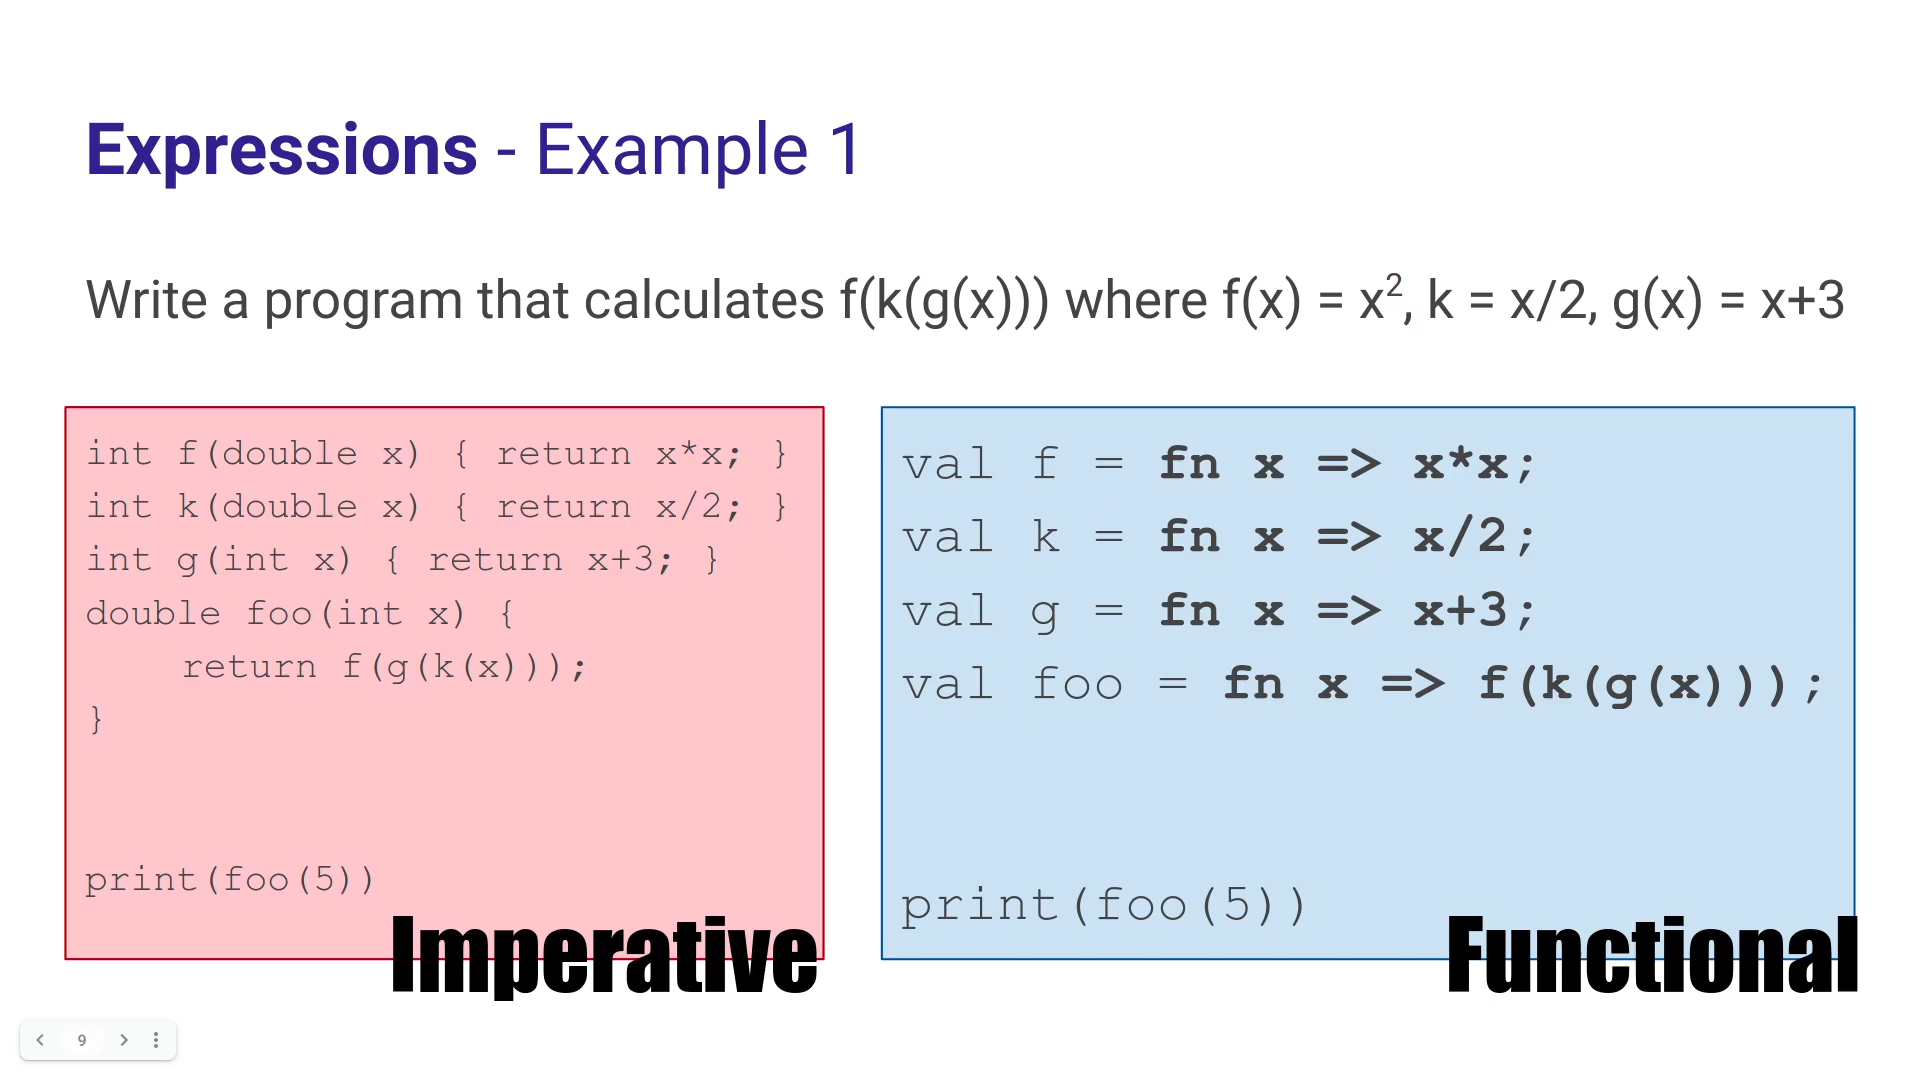 Expressions - Example 1
Write a program that calculates f(k(g(x))) where f(x) = x², k = x/2, g(x) = x+3
int f(double x) { return x*x; }
int k(double x) { return x/2; }
int g(int x) { return x+3; }
double foo(int x) {
return f(g(k(x)));
}
print(foo(5))
Imperative
val f = fn x => x*x;
val k = fn x => x/2;
val g = fn x => x+3;
val foo = fn x => f(k(g(x)));
print(foo(5))
Functional
9